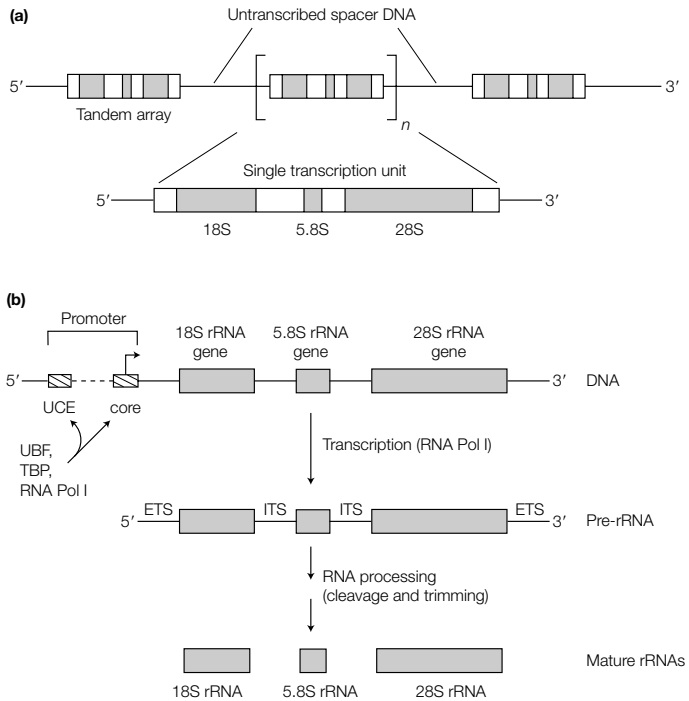 (a)
Untranscribed spacer DNA
5′ 3′
Tandem array
n
Single transcription unit
5′ 3′
18S 5.8S 28S
(b)
Promoter
18S rRNA gene
5.8S rRNA gene
28S rRNA gene
5′ 3′ DNA
UCE core
UBF,
TBP,
RNA Pol I
Transcription (RNA Pol I)
ETS ITS ITS ETS
5′ 3′ Pre-rRNA
RNA processing
(cleavage and trimming)
Mature rRNAs
18S rRNA 5.8S rRNA 28S rRNA